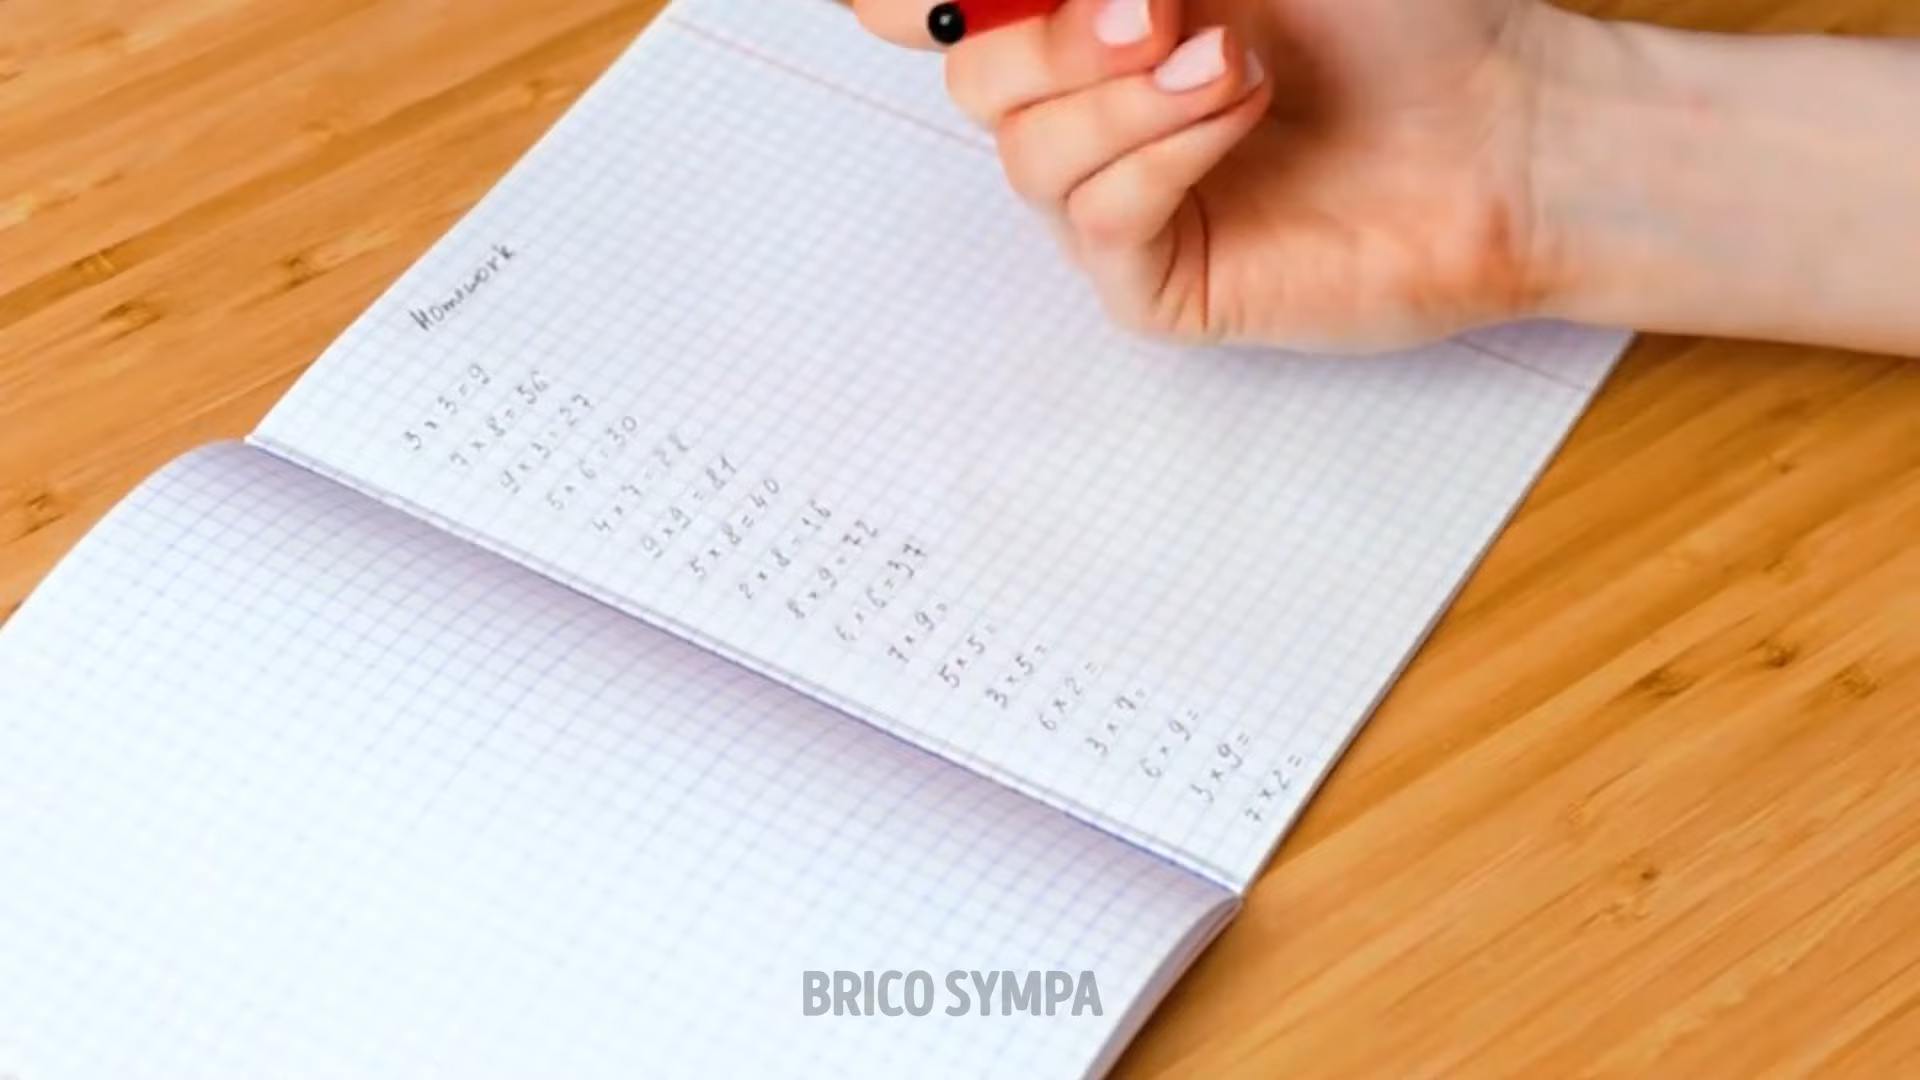 Homework
3 x 3 = 9
7 x 8 = 56
9 x 3 = 27
5 x 6 = 30
4 x 7 = 28
9 x 9 = 81
5 x 8 = 40
2 x 8 = 16
8 x 9 = 72
6 x 6 = 37
7 x 9 =
5 x 5 =
3 x 5 =
6 x 2 =
3 x 7 =
6 x 9 =
3 x 9 =
7 x 2 =
BRICO SYMPA